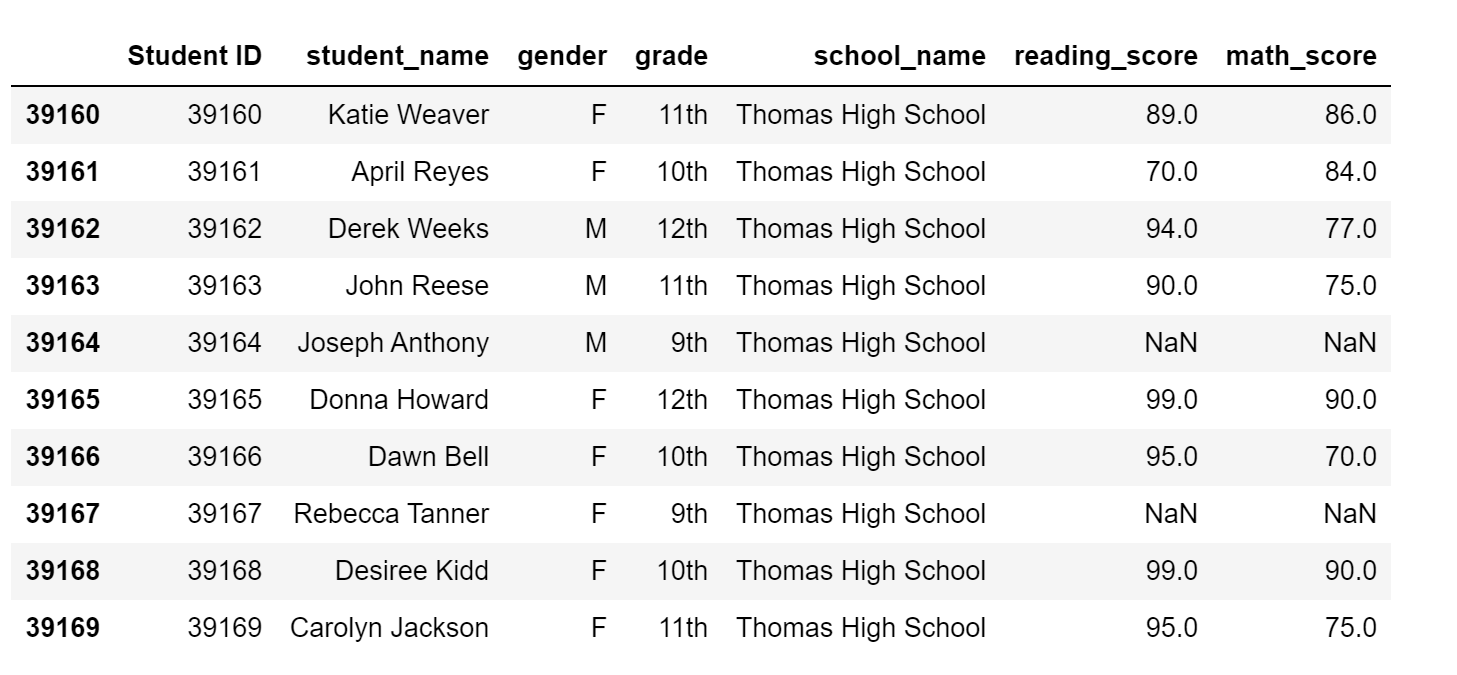 Student ID student_name gender grade school_name reading_score math_score
39160 39160 Katie Weaver F 11th Thomas High School 89.0 86.0
39161 39161 April Reyes F 10th Thomas High School 70.0 84.0
39162 39162 Derek Weeks M 12th Thomas High School 94.0 77.0
39163 39163 John Reese M 11th Thomas High School 90.0 75.0
39164 39164 Joseph Anthony M 9th Thomas High School NaN NaN
39165 39165 Donna Howard F 12th Thomas High School 99.0 90.0
39166 39166 Dawn Bell F 10th Thomas High School 95.0 70.0
39167 39167 Rebecca Tanner F 9th Thomas High School NaN NaN
39168 39168 Desiree Kidd F 10th Thomas High School 99.0 90.0
39169 39169 Carolyn Jackson F 11th Thomas High School 95.0 75.0